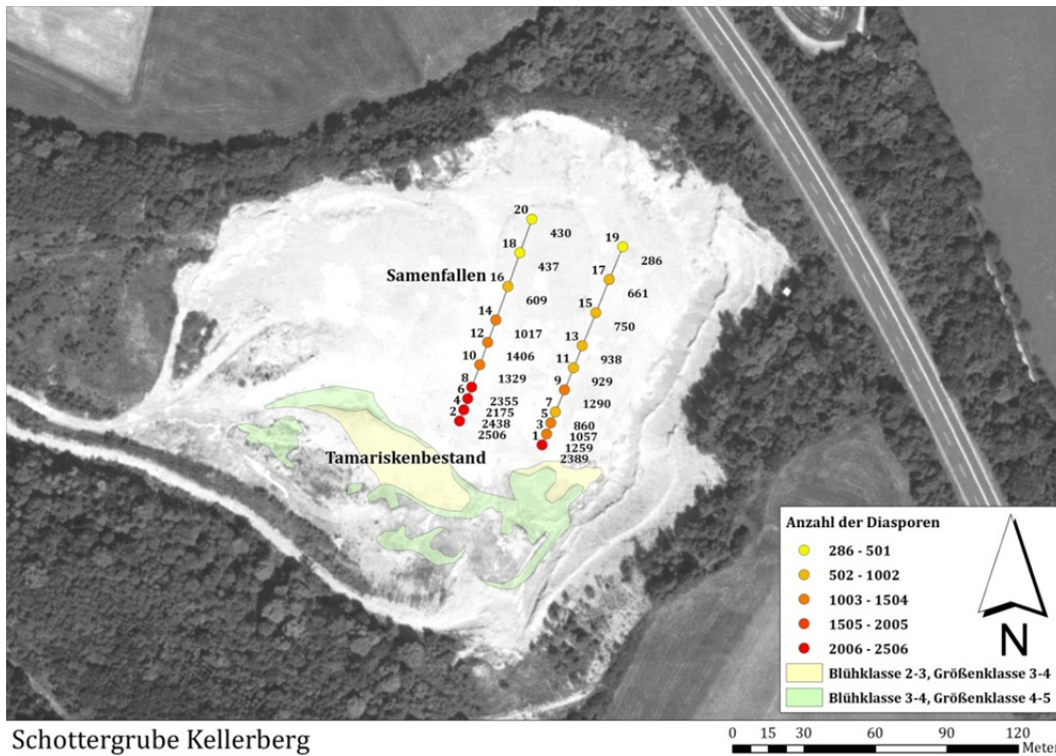 20
430
19
18
286
437
17
Samenfallen
16
661
609
15
14
750
1017
13
12
938
1406
11
10
929
1329
9
8
1290
6
2355
7
4
2175
5
860
2
2438
3
1057
2506
1
1259
Tamariskenbestand
2389
Anzahl der Diasporen
286 - 501
502 - 1002
1003 - 1504
1505 - 2005
2006 - 2506
Blühklasse 2-3, Größenklasse 3-4
Blühklasse 3-4, Größenklasse 4-5
N
Schottergrube Kellerberg
0 15 30 60 90 120
Meter